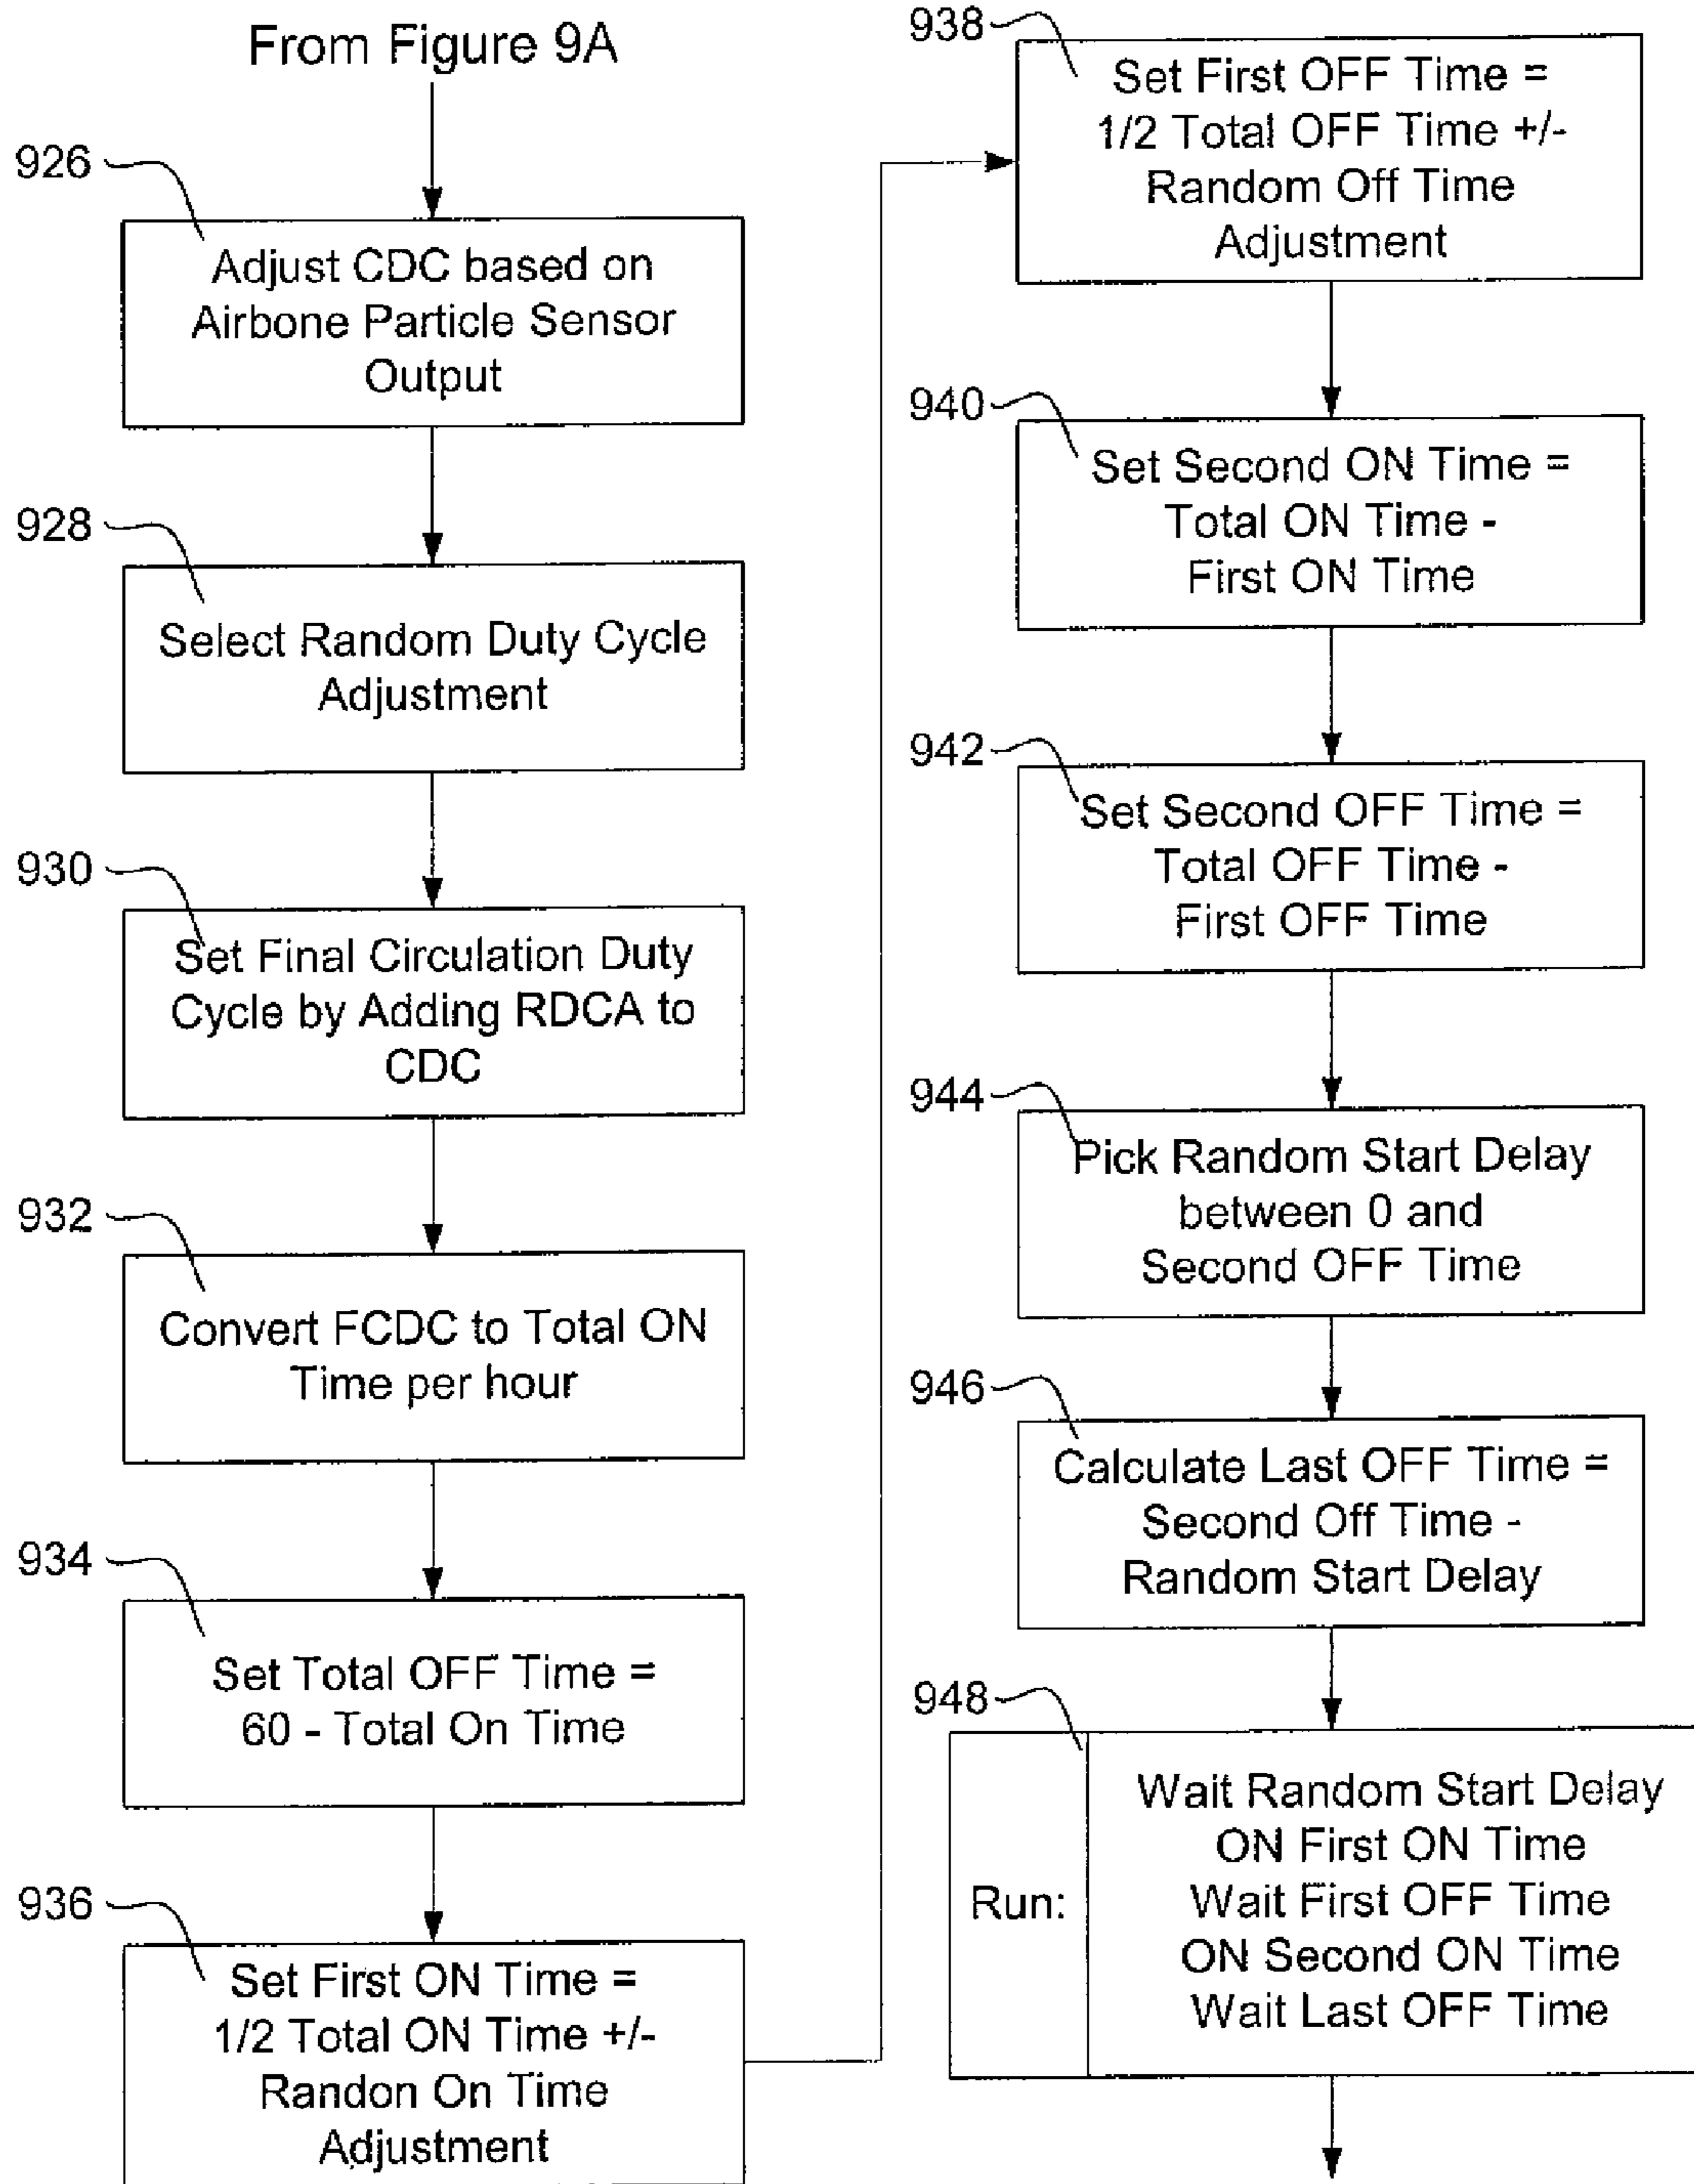 From Figure 9A
926
Adjust CDC based on
Airbone Particle Sensor
Output
928
Select Random Duty Cycle
Adjustment
930
Set Final Circulation Duty
Cycle by Adding RDCA to
CDC
932
Convert FCDC to Total ON
Time per hour
934
Set Total OFF Time =
60 - Total On Time
936
Set First ON Time =
1/2 Total ON Time +/-
Randon On Time
Adjustment
938
Set First OFF Time =
1/2 Total OFF Time +/-
Random Off Time
Adjustment
940
Set Second ON Time =
Total ON Time -
First ON Time
942
Set Second OFF Time =
Total OFF Time -
First OFF Time
944
Pick Random Start Delay
between 0 and
Second OFF Time
946
Calculate Last OFF Time =
Second Off Time -
Random Start Delay
948
Run:
Wait Random Start Delay
ON First ON Time
Wait First OFF Time
ON Second ON Time
Wait Last OFF Time